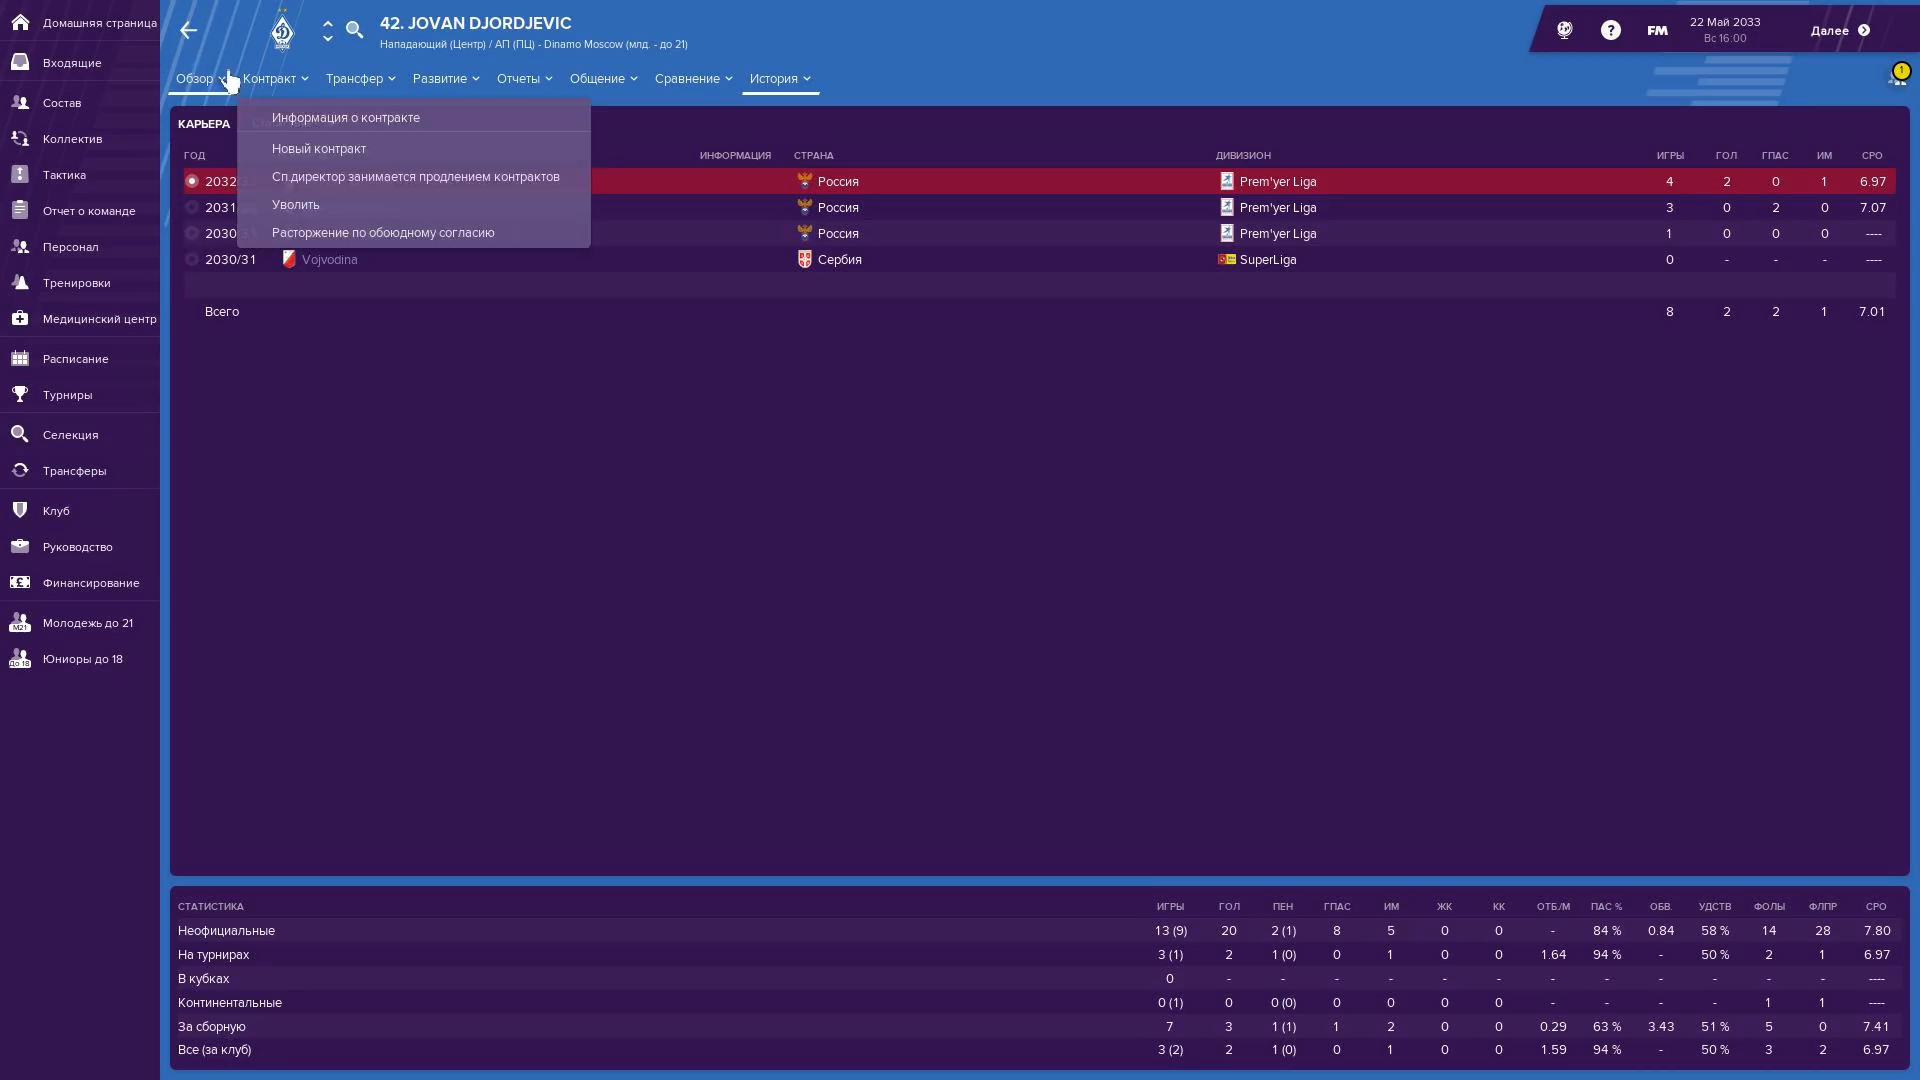 Домашняя страница
Входящие
Состав
Коллектив
Тактика
Отчет о команде
Персонал
Тренировки
Медицинский центр
Расписание
Турниры
Селекция
Трансферы
Клуб
Руководство
Финансирование
M21 Молодежь до 21
До 18 Юниоры до 18
42. JOVAN DJORDJEVIC
Нападающий (Центр) / АП (ПЦ) - Dinamo Moscow (млд. - до 21)
? FM 22 Май 2033 Далее
Вс 16:00
1
Обзор Контракт Трансфер Развитие Отчеты Общение Сравнение История
КАРЬЕРА
Информация о контракте
Новый контракт
Сп.директор занимается продлением контрактов
Уволить
Расторжение по обоюдному согласию
ГОД ИНФОРМАЦИЯ СТРАНА ДИВИЗИОН ИГРЫ ГОЛ ГПАС ИМ СРО
2032 Россия Prem'yer Liga 4 2 0 1 6.97
2031 Россия Prem'yer Liga 3 0 2 0 7.07
2030 Россия Prem'yer Liga 1 0 0 0 ----
2030/31 Vojvodina Сербия SuperLiga 0 - - - ----
Всего 8 2 2 1 7.01
СТАТИСТИКА ИГРЫ ГОЛ ПЕН ГПАС ИМ ЖК КК ОТБ/М ПАС % ОБВ. УДСТВ ФОЛЫ ФЛПР СРО
Неофициальные 13 (9) 20 2 (1) 8 5 0 0 - 84 % 0.84 58 % 14 28 7.80
На турнирах 3 (1) 2 1 (0) 0 1 0 0 1.64 94 % - 50 % 2 1 6.97
В кубках 0 - - - - - - - - - - - - ----
Континентальные 0 (1) 0 0 (0) 0 0 0 0 - - - - 1 1 ----
За сборную 7 3 1 (1) 1 2 0 0 0.29 63 % 3.43 51 % 5 0 7.41
Все (за клуб) 3 (2) 2 1 (0) 0 1 0 0 1.59 94 % - 50 % 3 2 6.97